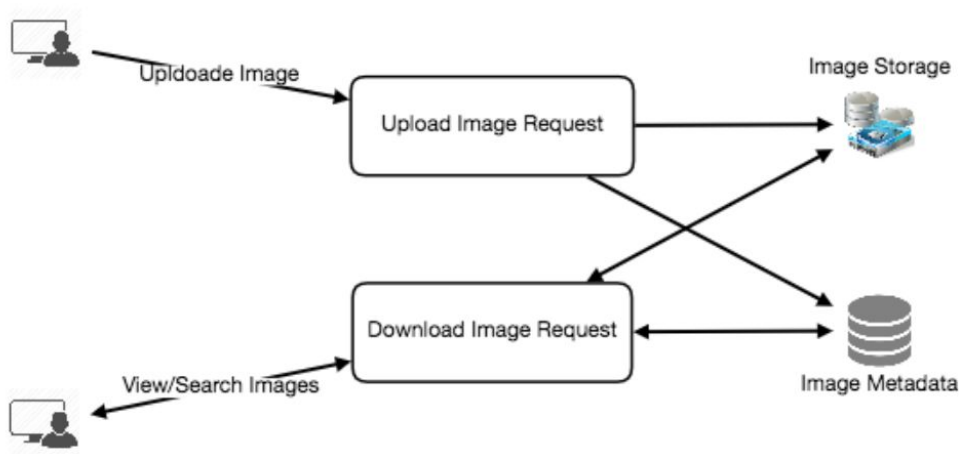 Image Storage
Upldoade Image
Upload Image Request
Download Image Request
View/Search Images
Image Metadata